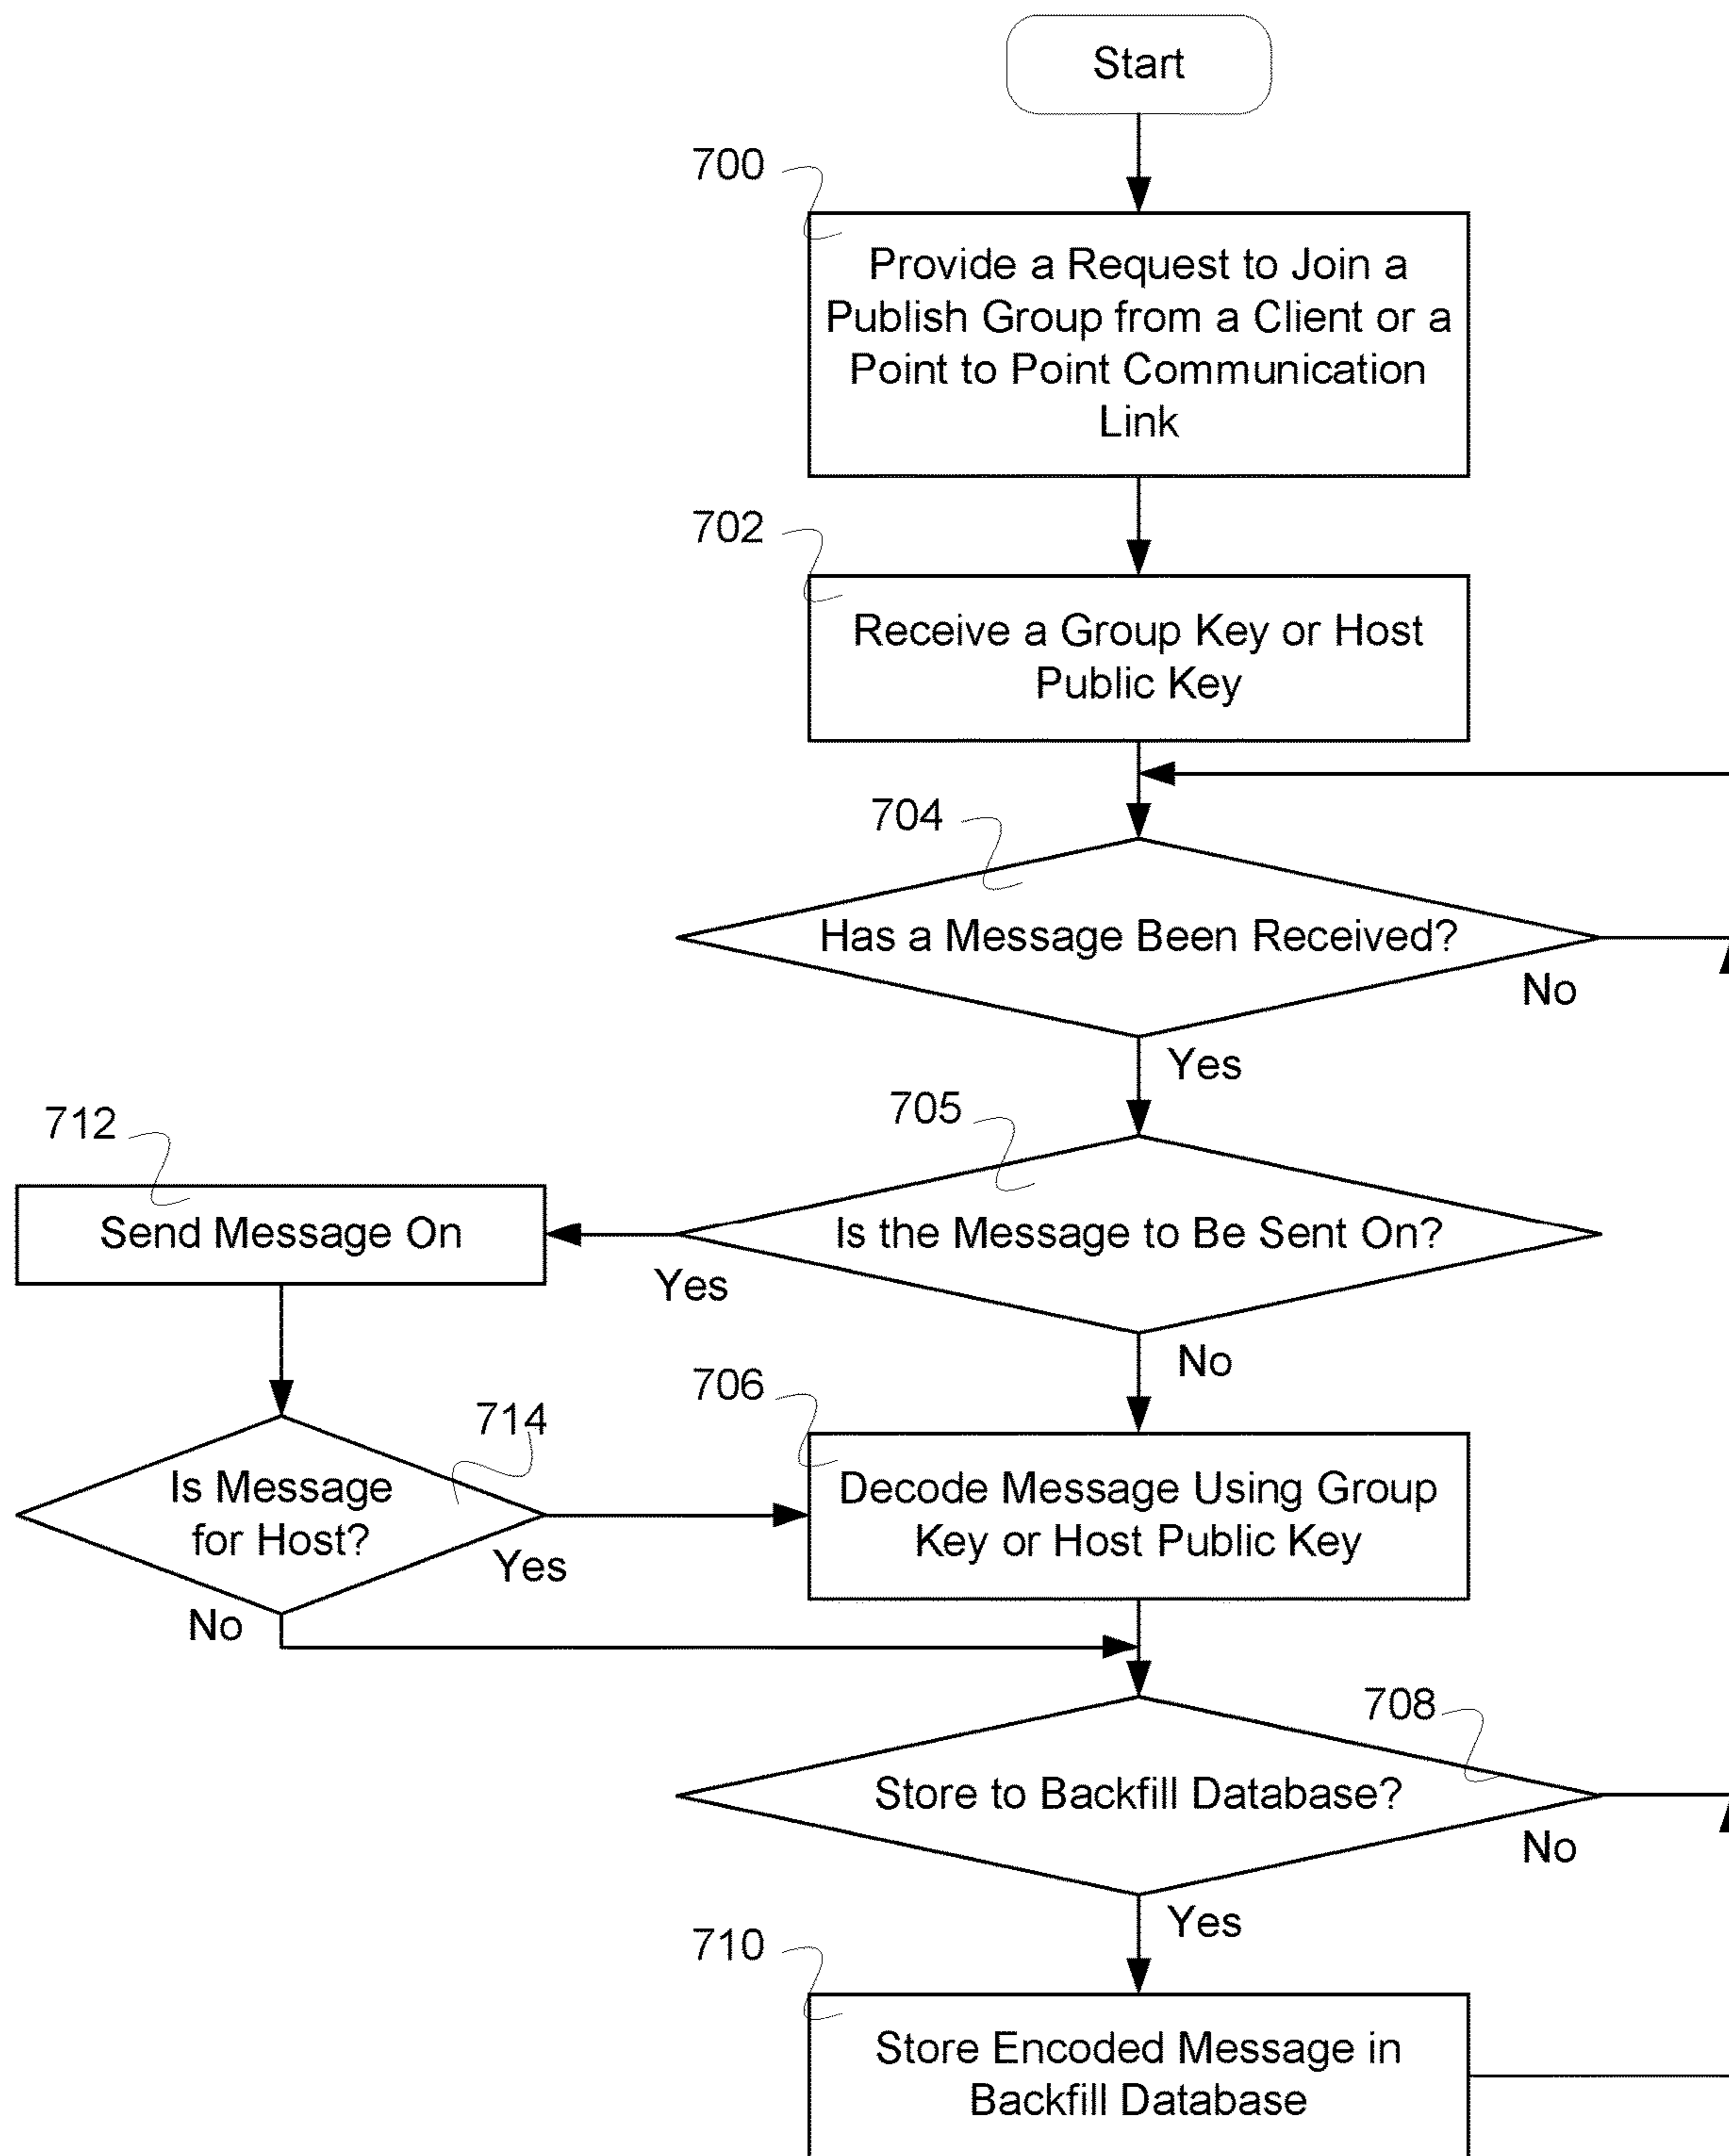 Start
700
Provide a Request to Join a
Publish Group from a Client or a
Point to Point Communication
Link
702
Receive a Group Key or Host
Public Key
704
Has a Message Been Received?
No
Yes
705
Is the Message to Be Sent On?
Yes
No
712
Send Message On
714
Is Message
for Host?
Yes
No
706
Decode Message Using Group
Key or Host Public Key
708
Store to Backfill Database?
No
Yes
710
Store Encoded Message in
Backfill Database